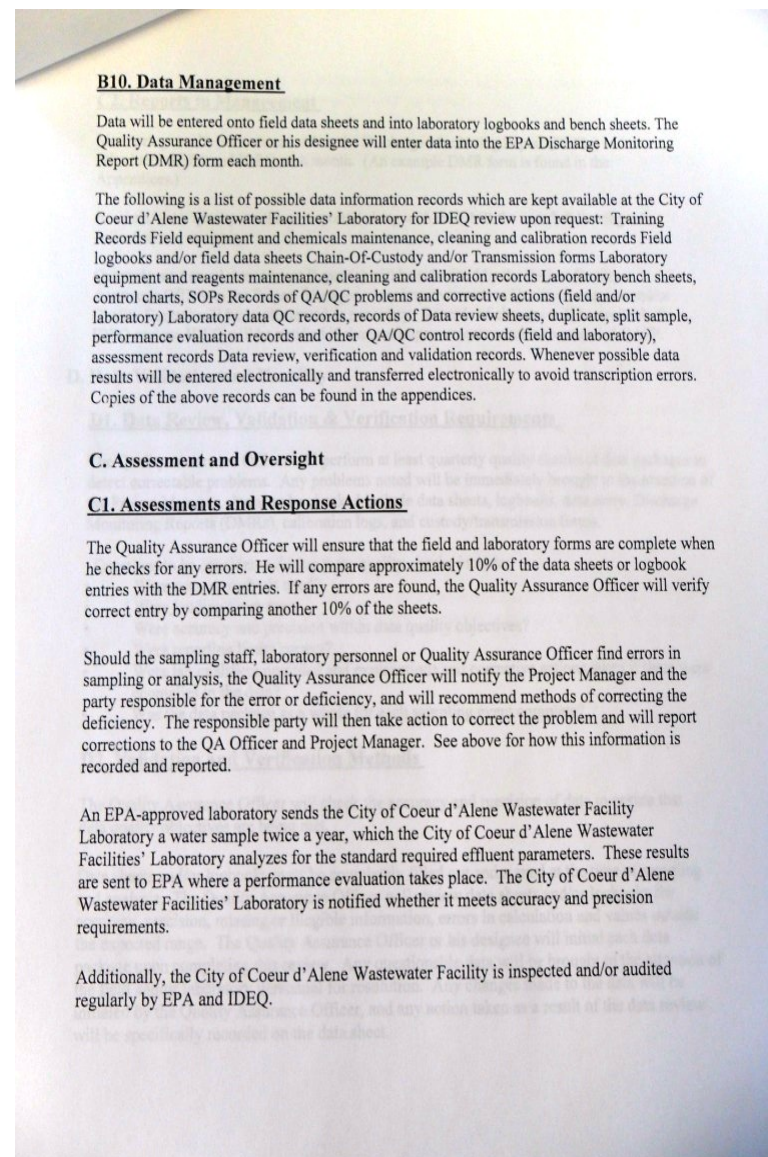 B10. Data Management
Data will be entered onto field data sheets and into laboratory logbooks and bench sheets. The
Quality Assurance Officer or his designee will enter data into the EPA Discharge Monitoring
Report (DMR) form each month.
The following is a list of possible data information records which are kept available at the City of
Coeur d'Alene Wastewater Facilities' Laboratory for IDEQ review upon request: Training
Records Field equipment and chemicals maintenance, cleaning and calibration records Field
logbooks and/or field data sheets Chain-Of-Custody and/or Transmission forms Laboratory
equipment and reagents maintenance, cleaning and calibration records Laboratory bench sheets,
control charts, SOPs Records of QA/QC problems and corrective actions (field and/or
laboratory) Laboratory data QC records, records of Data review sheets, duplicate, split sample,
performance evaluation records and other QA/QC control records (field and laboratory),
assessment records Data review, verification and validation records. Whenever possible data
results will be entered electronically and transferred electronically to avoid transcription errors.
Copies of the above records can be found in the appendices.
C. Assessment and Oversight
C1. Assessments and Response Actions
The Quality Assurance Officer will ensure that the field and laboratory forms are complete when
he checks for any errors. He will compare approximately 10% of the data sheets or logbook
entries with the DMR entries. If any errors are found, the Quality Assurance Officer will verify
correct entry by comparing another 10% of the sheets.
Should the sampling staff, laboratory personnel or Quality Assurance Officer find errors in
sampling or analysis, the Quality Assurance Officer will notify the Project Manager and the
party responsible for the error or deficiency, and will recommend methods of correcting the
deficiency. The responsible party will then take action to correct the problem and will report
corrections to the QA Officer and Project Manager. See above for how this information is
recorded and reported.
An EPA-approved laboratory sends the City of Coeur d'Alene Wastewater Facility
Laboratory a water sample twice a year, which the City of Coeur d'Alene Wastewater
Facilities' Laboratory analyzes for the standard required effluent parameters. These results
are sent to EPA where a performance evaluation takes place. The City of Coeur d'Alene
Wastewater Facilities' Laboratory is notified whether it meets accuracy and precision
requirements.
Additionally, the City of Coeur d'Alene Wastewater Facility is inspected and/or audited
regularly by EPA and IDEQ.